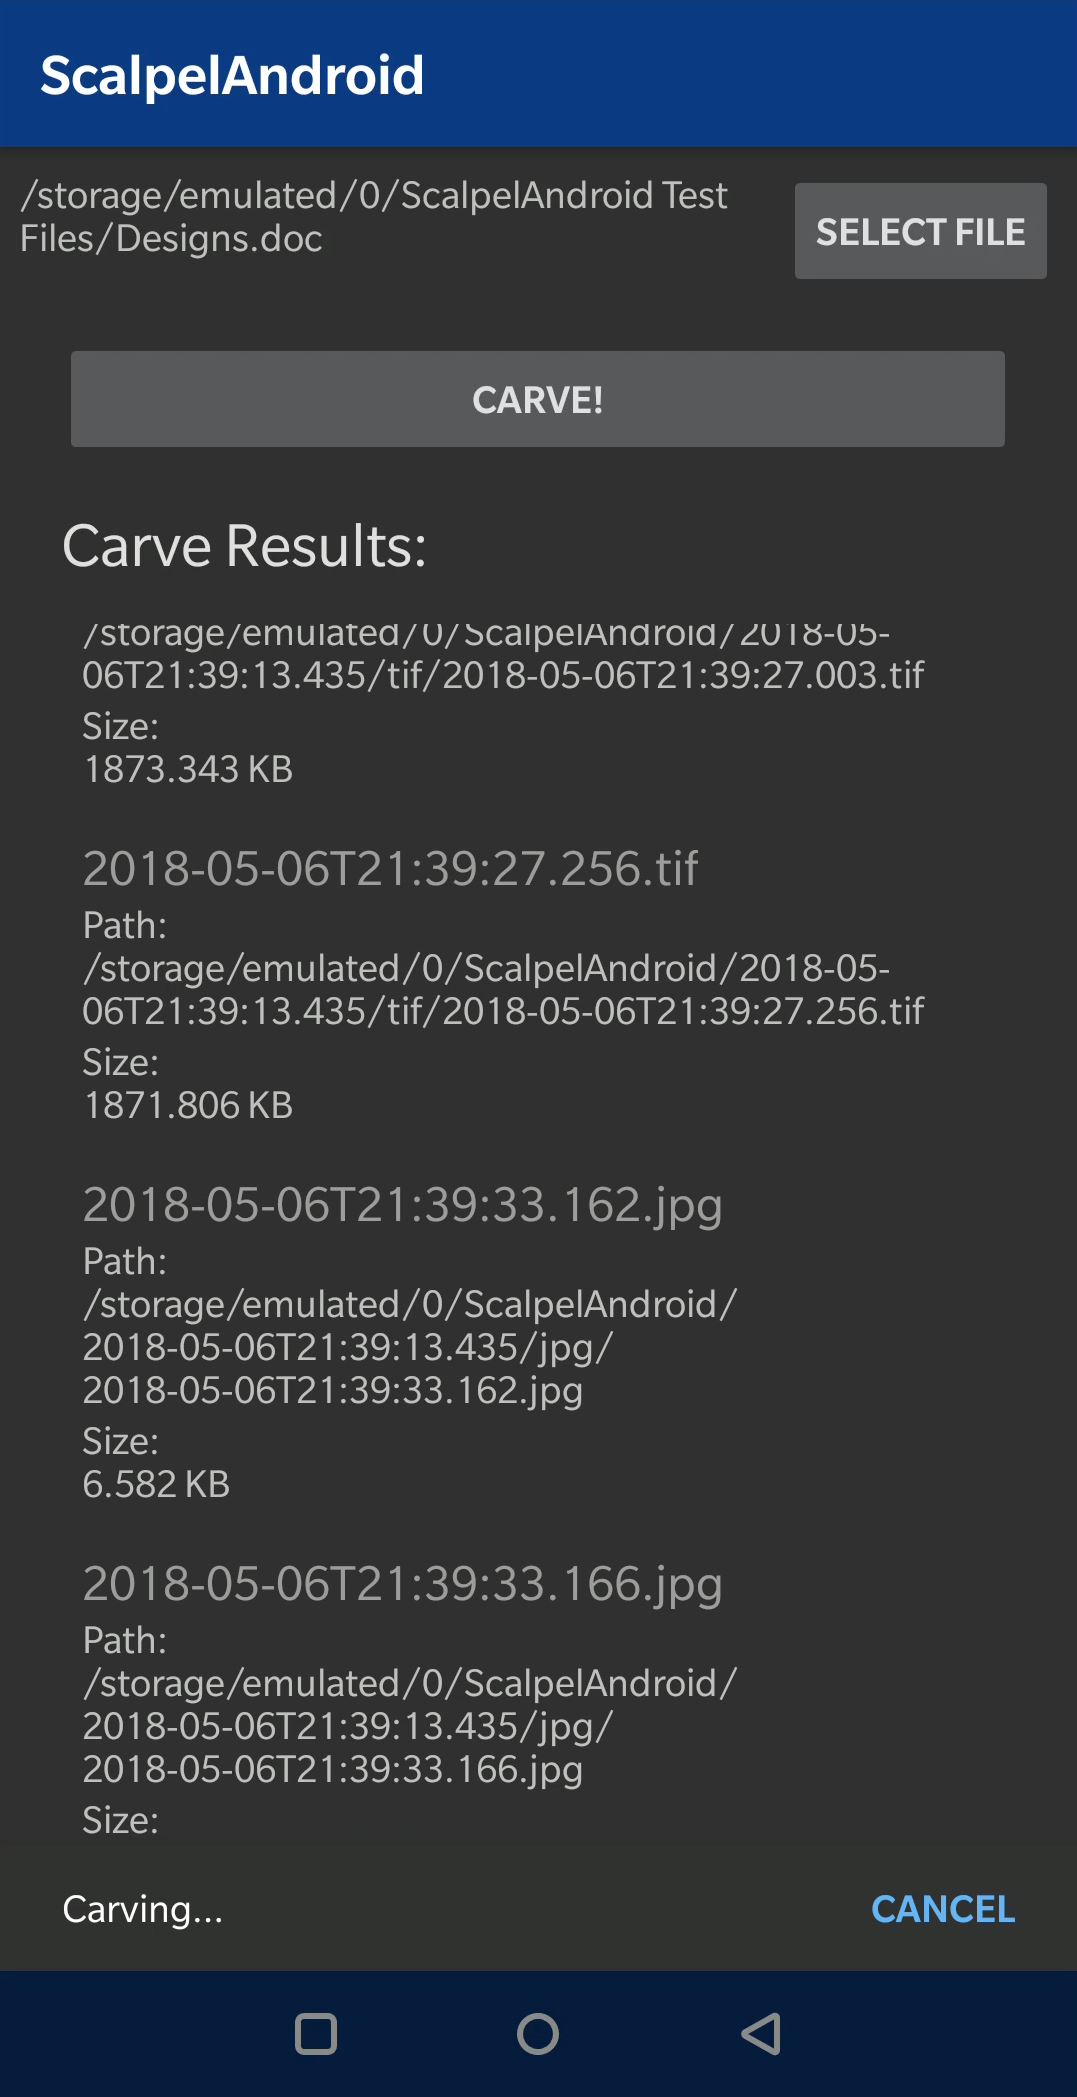 ScalpelAndroid
/storage/emulated/0/ScalpelAndroid Test
Files/Designs.doc
SELECT FILE
CARVE!
Carve Results:
/storage/emulated/0/ScalpelAndroid/2018-05-
06T21:39:13.435/tif/2018-05-06T21:39:27.003.tif
Size:
1873.343 KB
2018-05-06T21:39:27.256.tif
Path:
/storage/emulated/0/ScalpelAndroid/2018-05-
06T21:39:13.435/tif/2018-05-06T21:39:27.256.tif
Size:
1871.806 KB
2018-05-06T21:39:33.162.jpg
Path:
/storage/emulated/0/ScalpelAndroid/
2018-05-06T21:39:13.435/jpg/
2018-05-06T21:39:33.162.jpg
Size:
6.582 KB
2018-05-06T21:39:33.166.jpg
Path:
/storage/emulated/0/ScalpelAndroid/
2018-05-06T21:39:13.435/jpg/
2018-05-06T21:39:33.166.jpg
Size:
Carving...
CANCEL